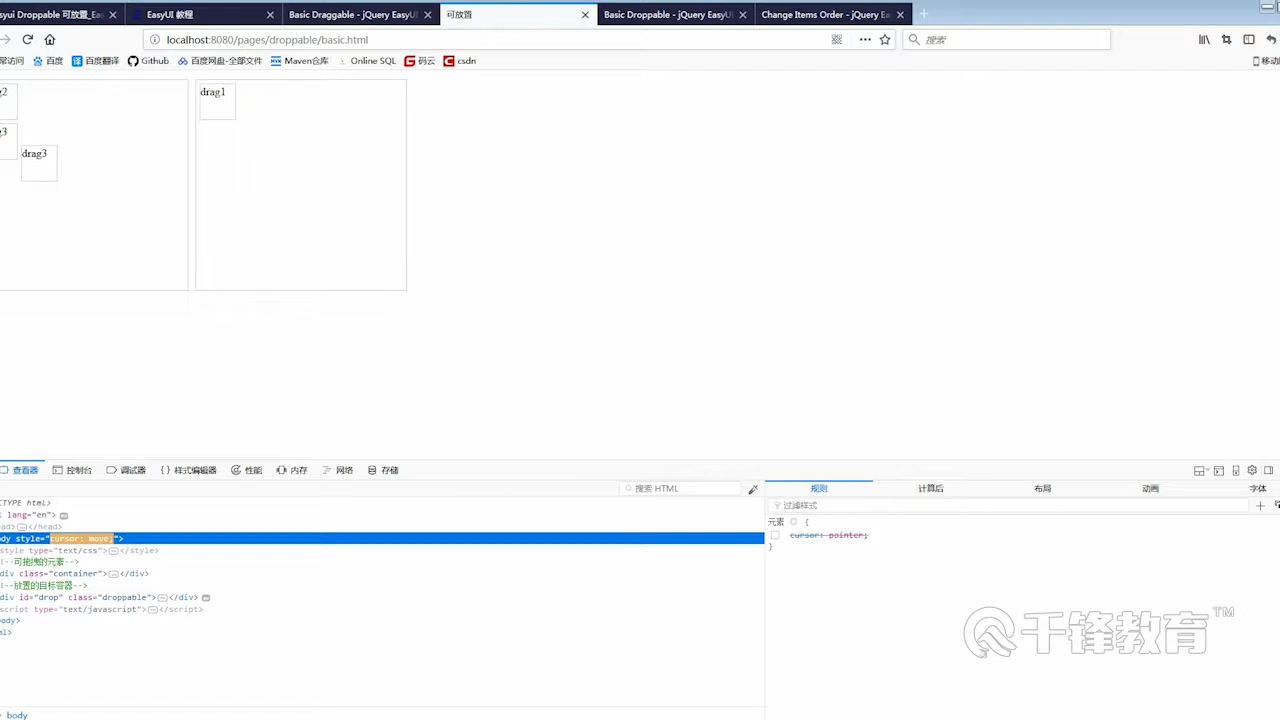 syui Droppable 可放置_Eas
EasyUI 教程
Basic Draggable - jQuery EasyUI
可放置
Basic Droppable - jQuery EasyUI
Change Items Order - jQuery Ea
localhost:8080/pages/droppable/basic.html
搜索
常访问 百度 百度翻译 Github 百度网盘-全部文件 Maven仓库 Online SQL 码云 csdn
移动
g2
drag1
g3
drag3
查看器 控制台 调试器 {} 样式编辑器 性能 内存 网络 存储
搜索 HTML
规则 计算后 布局 动画 字体
CTYPE html>
过滤样式
l lang="en">
ead></head>
元素 {
ody style="cursor: move;">
cursor: pointer;
style type="text/css"></style>
}
!--可拖拽的元素-->
div class="container"></div>
!--放置的目标容器-->
div id="drop" class="droppable"></div>
script type="text/javascript"></script>
body>
ml>
千锋教育™
body